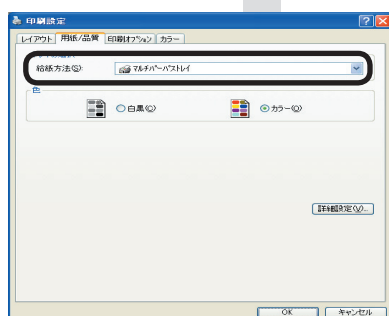 印刷設定
レイアウト 用紙/品質 印刷オプション カラー
給紙方法(S): マルチパーパストレイ
色
白黒(C) カラー(O)
詳細設定(V)...
OK キャンセル